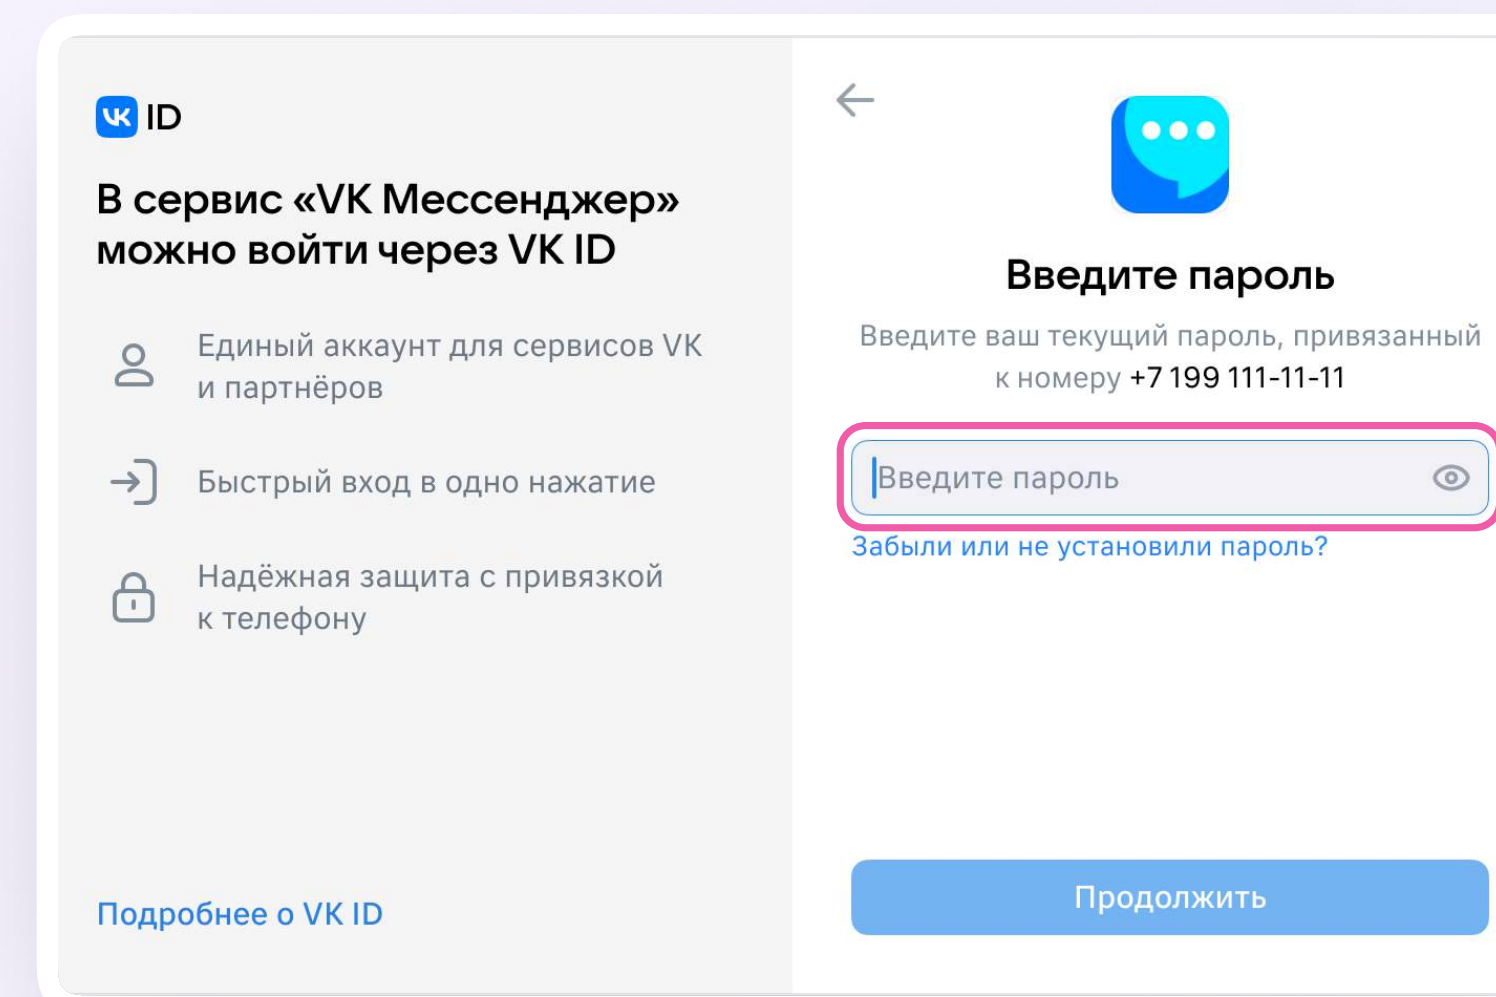 VK ID
В сервис «VK Мессенджер»
можно войти через VK ID
Единый аккаунт для сервисов VK
и партнёров
Быстрый вход в одно нажатие
Надёжная защита с привязкой
к телефону
Подробнее о VK ID
Введите пароль
Введите ваш текущий пароль, привязанный
к номеру +7 199 111-11-11
Введите пароль
Забыли или не установили пароль?
Продолжить